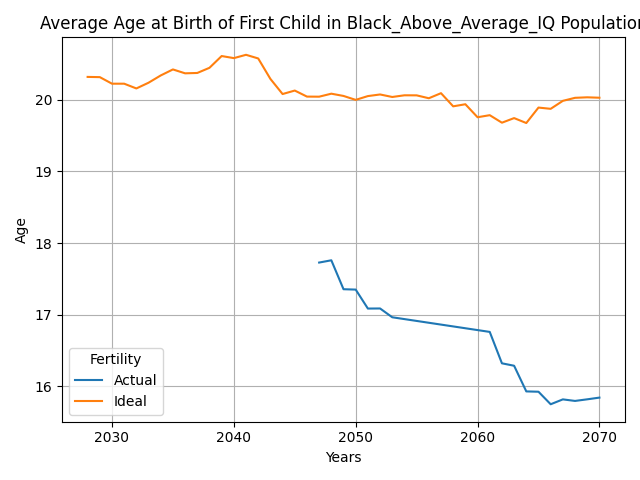 Average Age at Birth of First Child in Black_Above_Average_IQ Population
20
19
18
17
16
Age
Fertility
Actual
Ideal
2030
2040
2050
2060
2070
Years